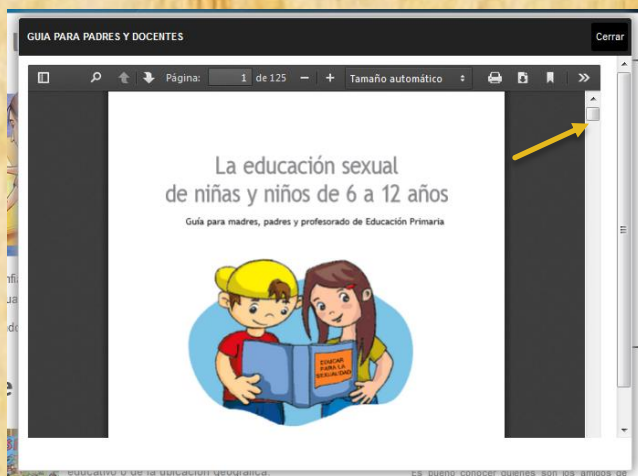 GUIA PARA PADRES Y DOCENTES
Cerrar
Página: 1 de 125 − + Tamaño automático
La educación sexual
de niñas y niños de 6 a 12 años
Guía para madres, padres y profesorado de Educación Primaria
EDUCAR
PARA LA
SEXUALIDAD
educativo o de la ubicación geográfica.
Es bueno conocer quienes son los amigos de